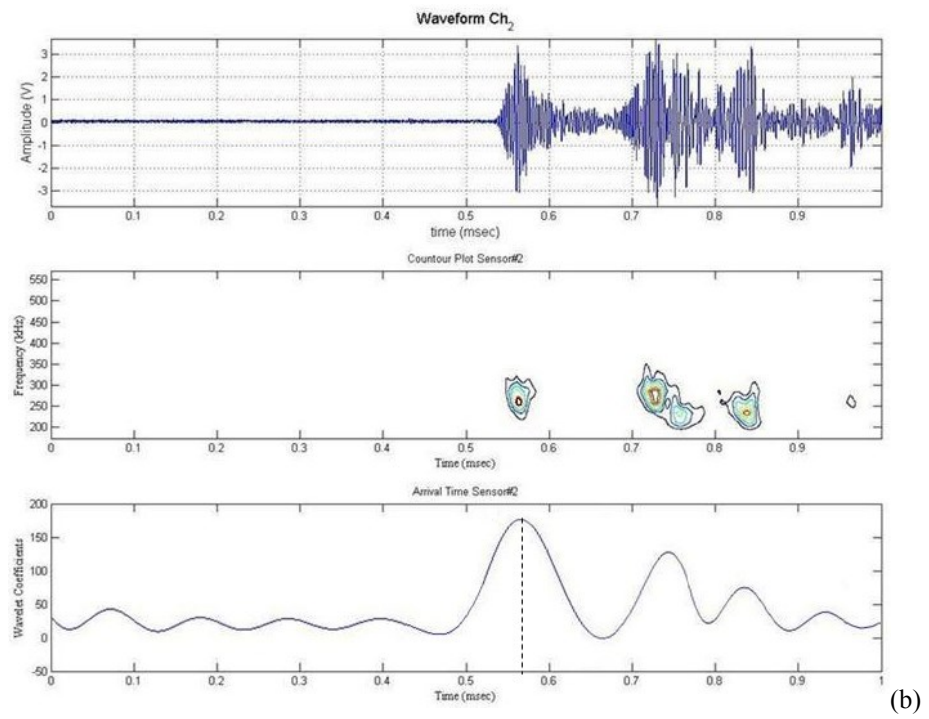 Waveform Ch2
Amplitude (V)
3
2
1
0
-1
-2
-3
0 0.1 0.2 0.3 0.4 0.5 0.6 0.7 0.8 0.9
time (msec)
Countour Plot Sensor#2
Frequency (kHz)
550
500
450
400
350
300
250
200
0 0.1 0.2 0.3 0.4 0.5 0.6 0.7 0.8 0.9 1
Time (msec)
Arrival Time Sensor#2
Wavelet Coefficients
200
150
100
50
0
-50
0 0.1 0.2 0.3 0.4 0.5 0.6 0.7 0.8 0.9 1
Time (msec)
(b)